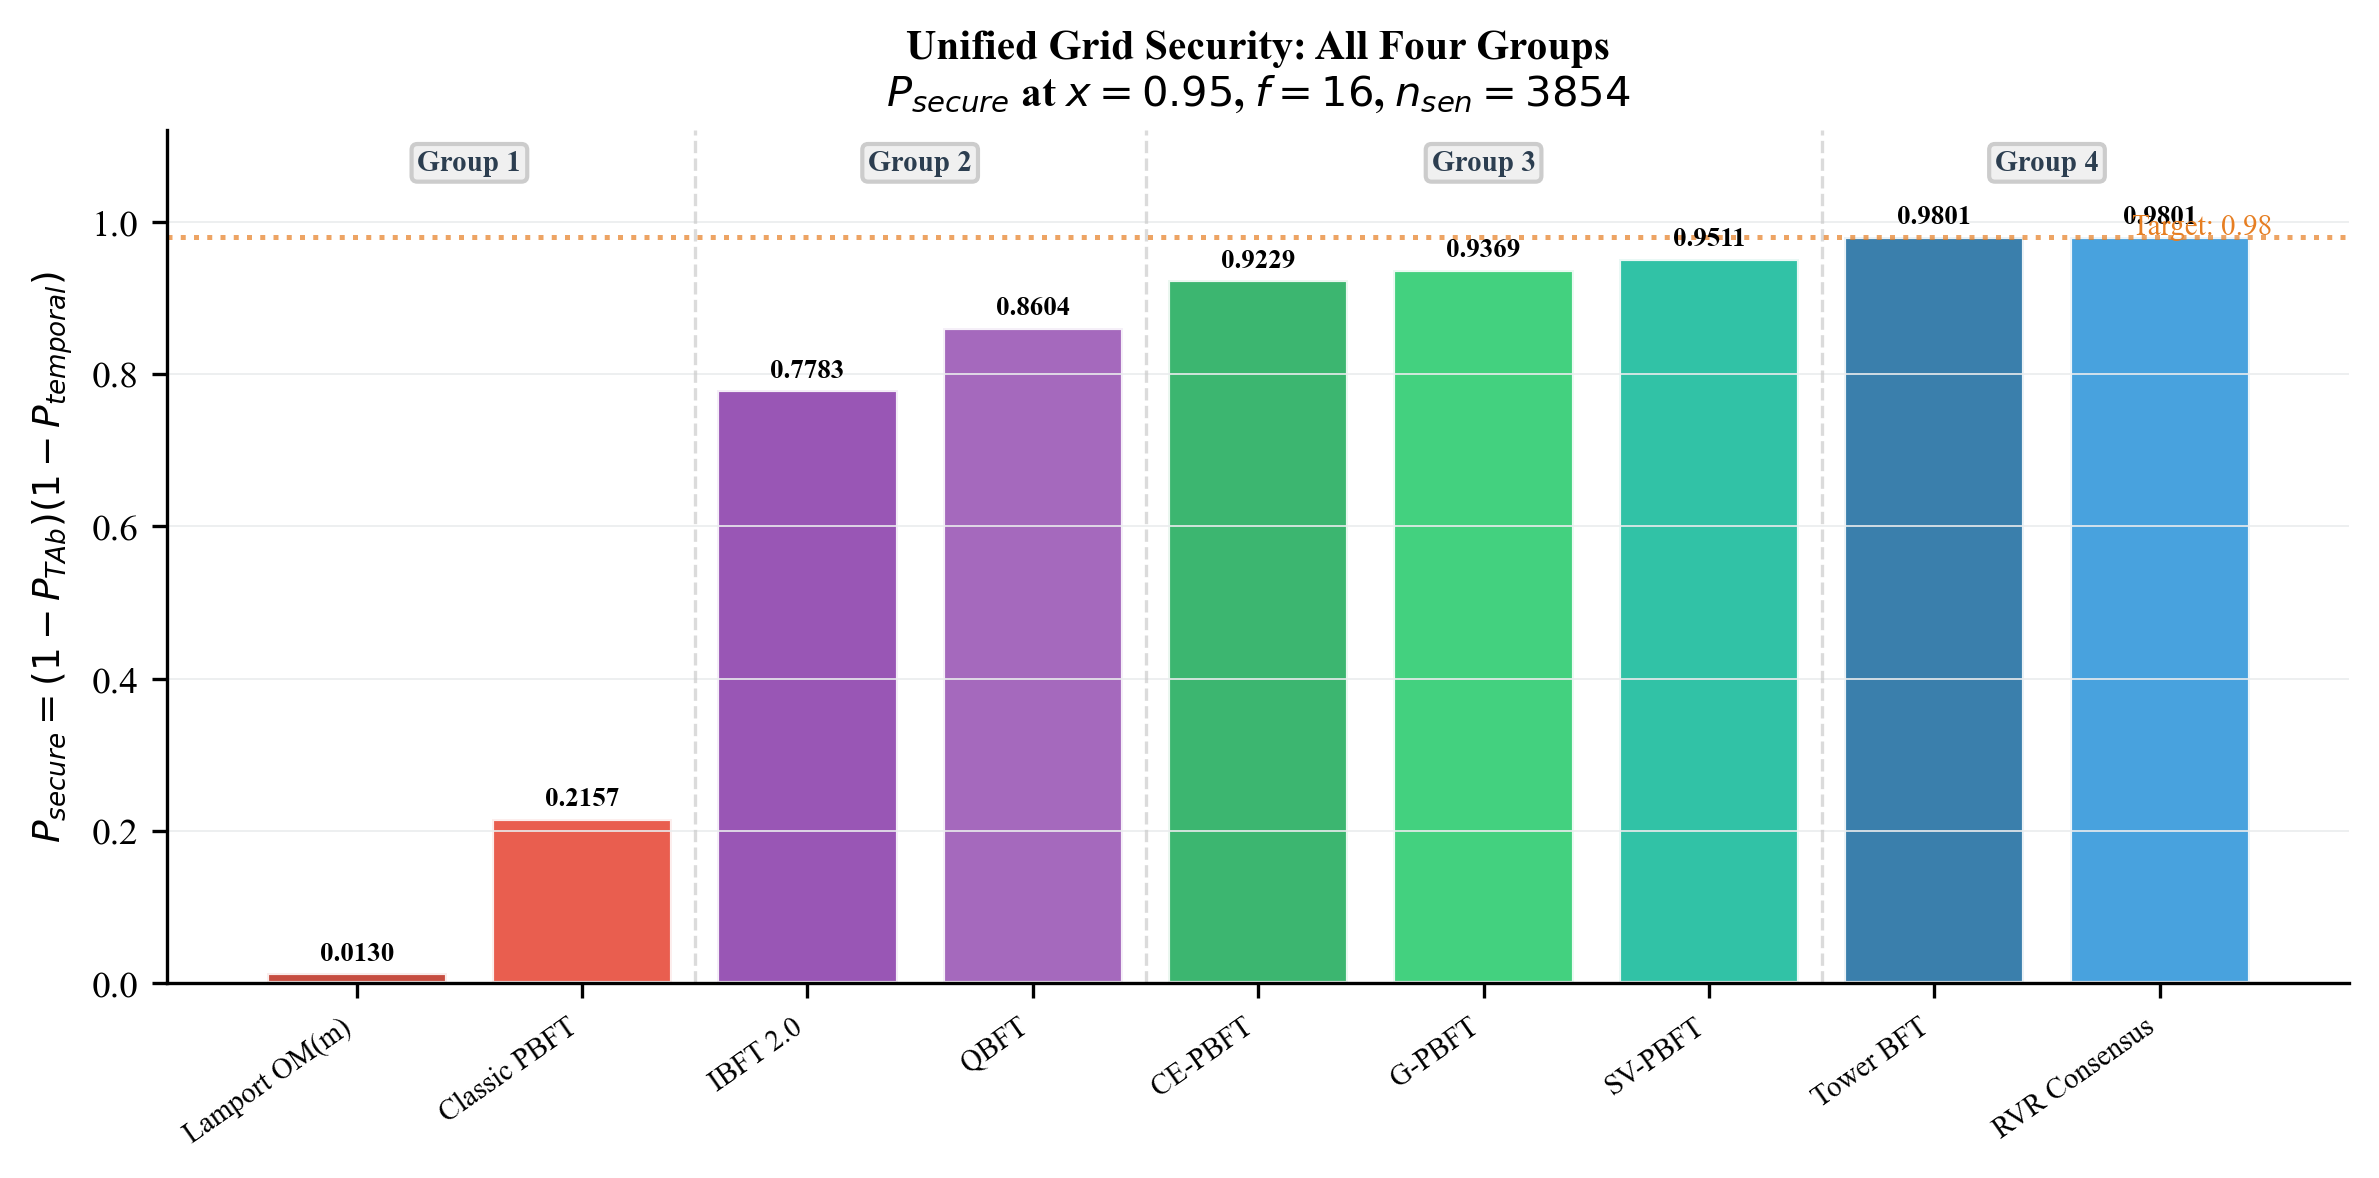 Unified Grid Security: All Four Groups
P_secure at x = 0.95, f = 16, n_sen = 3854
Group 1
Group 2
Group 3
Group 4
P_secure = (1 − P_TAb)(1 − P_temporal)
1.0
0.8
0.6
0.4
0.2
0.0
0.0130
0.2157
0.7783
0.8604
0.9229
0.9369
0.9511
0.9801
0.9801
Target: 0.98
Lamport OM(m)
Classic PBFT
IBFT 2.0
QBFT
CE-PBFT
G-PBFT
SV-PBFT
Tower BFT
RVR Consensus